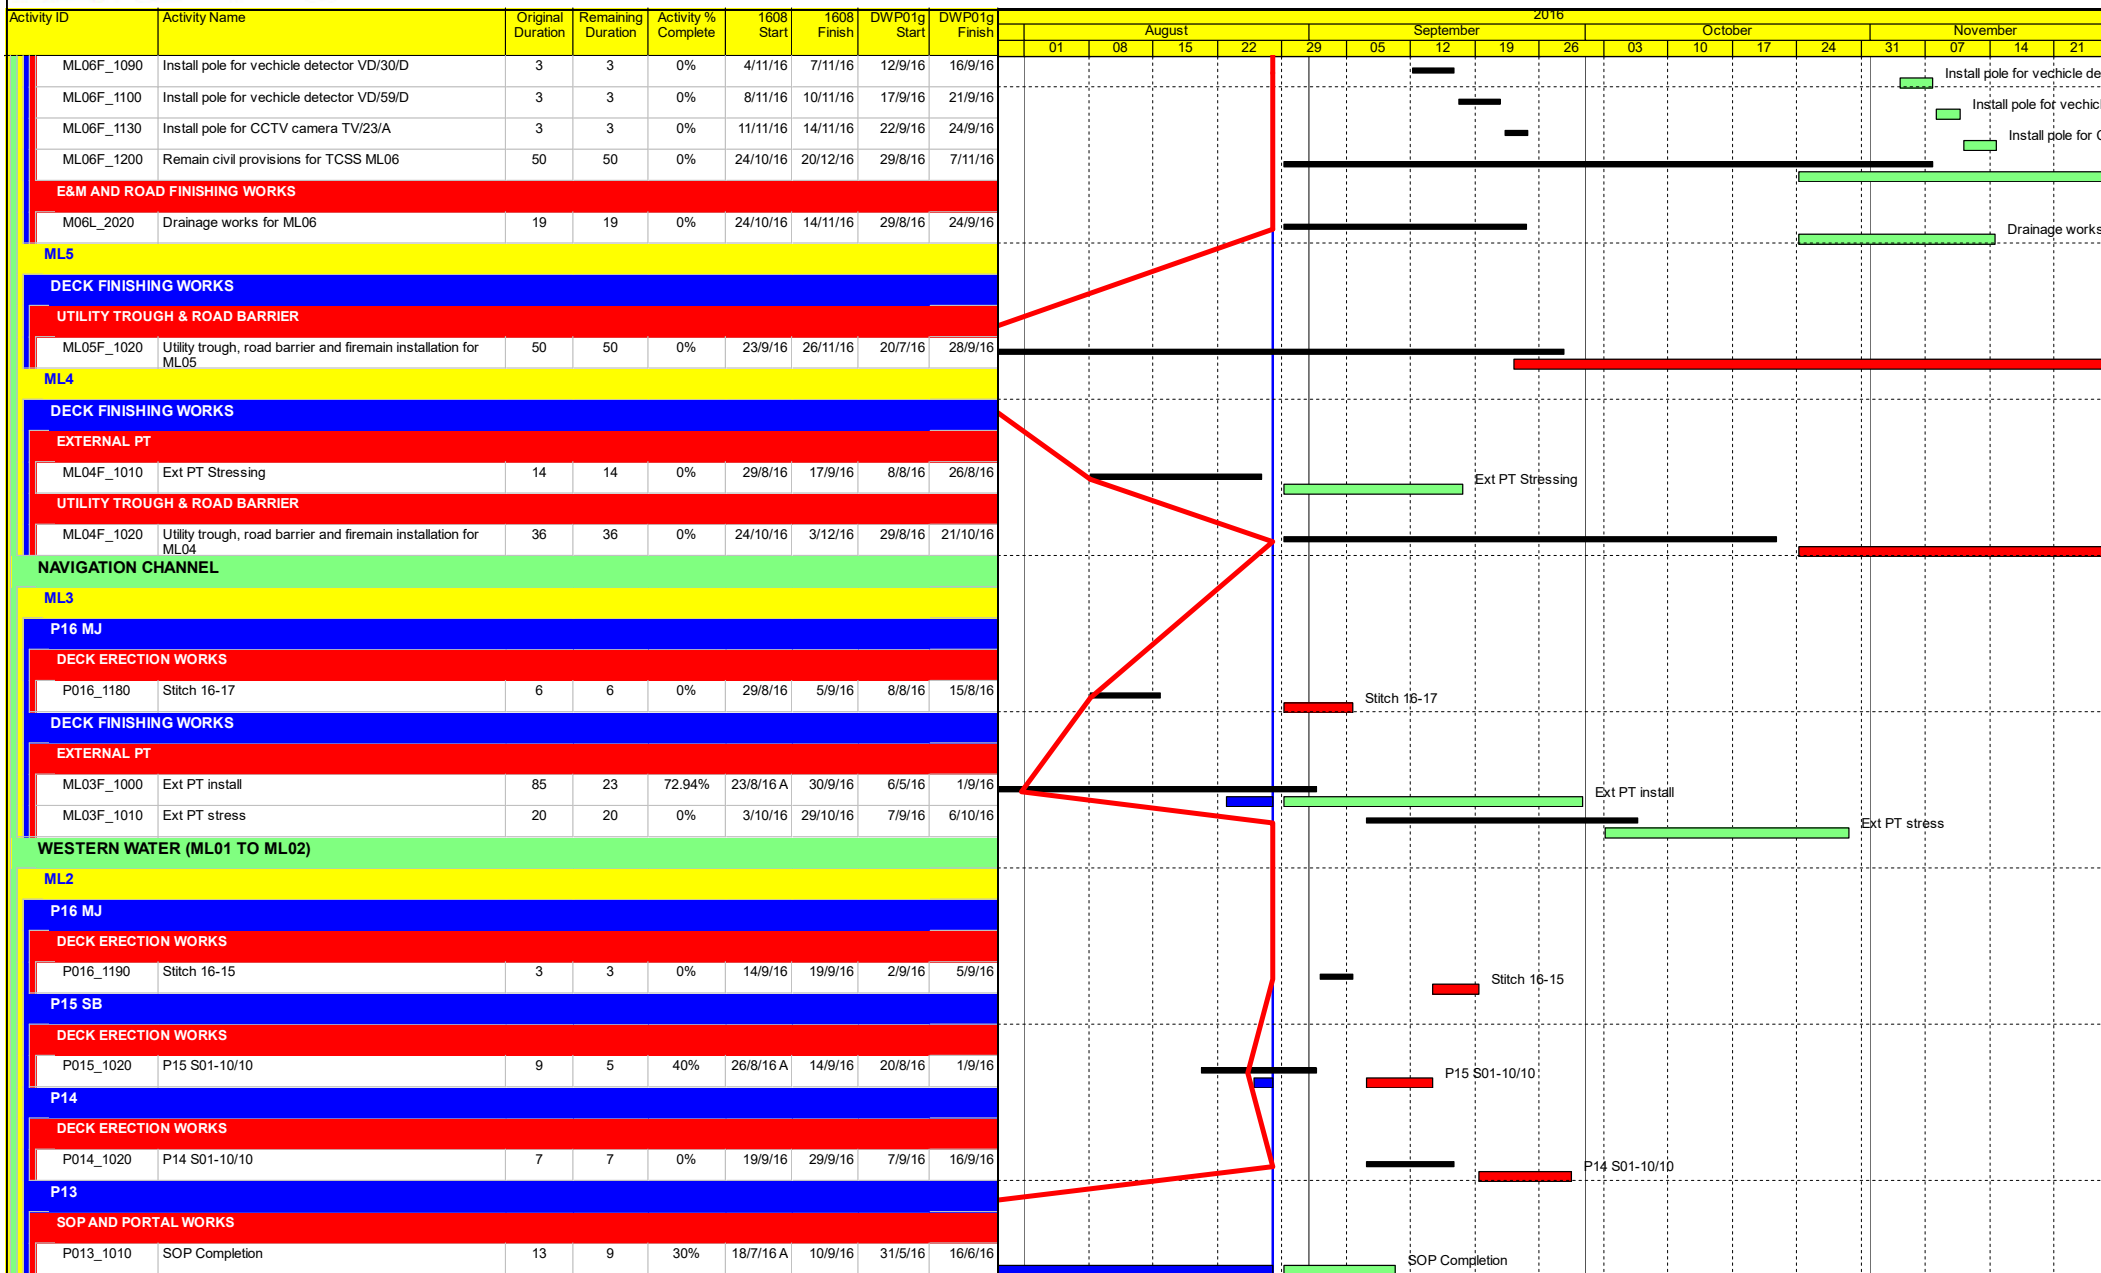 Activity ID Activity Name Original Duration Remaining Duration Activity % Complete 1608 Start 1608 Finish DWP01g Start DWP01g Finish
2016
August September October November
01 08 15 22 29 05 12 19 26 03 10 17 24 31 07 14 21
ML06F_1090 Install pole for vechicle detector VD/30/D 3 3 0% 4/11/16 7/11/16 12/9/16 16/9/16 Install pole for vechicle de
ML06F_1100 Install pole for vechicle detector VD/59/D 3 3 0% 8/11/16 10/11/16 17/9/16 21/9/16 Install pole for vechicl
ML06F_1130 Install pole for CCTV camera TV/23/A 3 3 0% 11/11/16 14/11/16 22/9/16 24/9/16 Install pole for C
ML06F_1200 Remain civil provisions for TCSS ML06 50 50 0% 24/10/16 20/12/16 29/8/16 7/11/16
E&M AND ROAD FINISHING WORKS
M06L_2020 Drainage works for ML06 19 19 0% 24/10/16 14/11/16 29/8/16 24/9/16 Drainage works
ML5
DECK FINISHING WORKS
UTILITY TROUGH & ROAD BARRIER
ML05F_1020 Utility trough, road barrier and firemain installation for ML05 50 50 0% 23/9/16 26/11/16 20/7/16 28/9/16
ML4
DECK FINISHING WORKS
EXTERNAL PT
ML04F_1010 Ext PT Stressing 14 14 0% 29/8/16 17/9/16 8/8/16 26/8/16 Ext PT Stressing
UTILITY TROUGH & ROAD BARRIER
ML04F_1020 Utility trough, road barrier and firemain installation for ML04 36 36 0% 24/10/16 3/12/16 29/8/16 21/10/16
NAVIGATION CHANNEL
ML3
P16 MJ
DECK ERECTION WORKS
P016_1180 Stitch 16-17 6 6 0% 29/8/16 5/9/16 8/8/16 15/8/16 Stitch 16-17
DECK FINISHING WORKS
EXTERNAL PT
ML03F_1000 Ext PT install 85 23 72.94% 23/8/16 A 30/9/16 6/5/16 1/9/16 Ext PT install
ML03F_1010 Ext PT stress 20 20 0% 3/10/16 29/10/16 7/9/16 6/10/16 Ext PT stress
WESTERN WATER (ML01 TO ML02)
ML2
P16 MJ
DECK ERECTION WORKS
P016_1190 Stitch 16-15 3 3 0% 14/9/16 19/9/16 2/9/16 5/9/16 Stitch 16-15
P15 SB
DECK ERECTION WORKS
P015_1020 P15 S01-10/10 9 5 40% 26/8/16 A 14/9/16 20/8/16 1/9/16 P15 S01-10/10
P14
DECK ERECTION WORKS
P014_1020 P14 S01-10/10 7 7 0% 19/9/16 29/9/16 7/9/16 16/9/16 P14 S01-10/10
P13
SOP AND PORTAL WORKS
P013_1010 SOP Completion 13 9 30% 18/7/16 A 10/9/16 31/5/16 16/6/16 SOP Completion